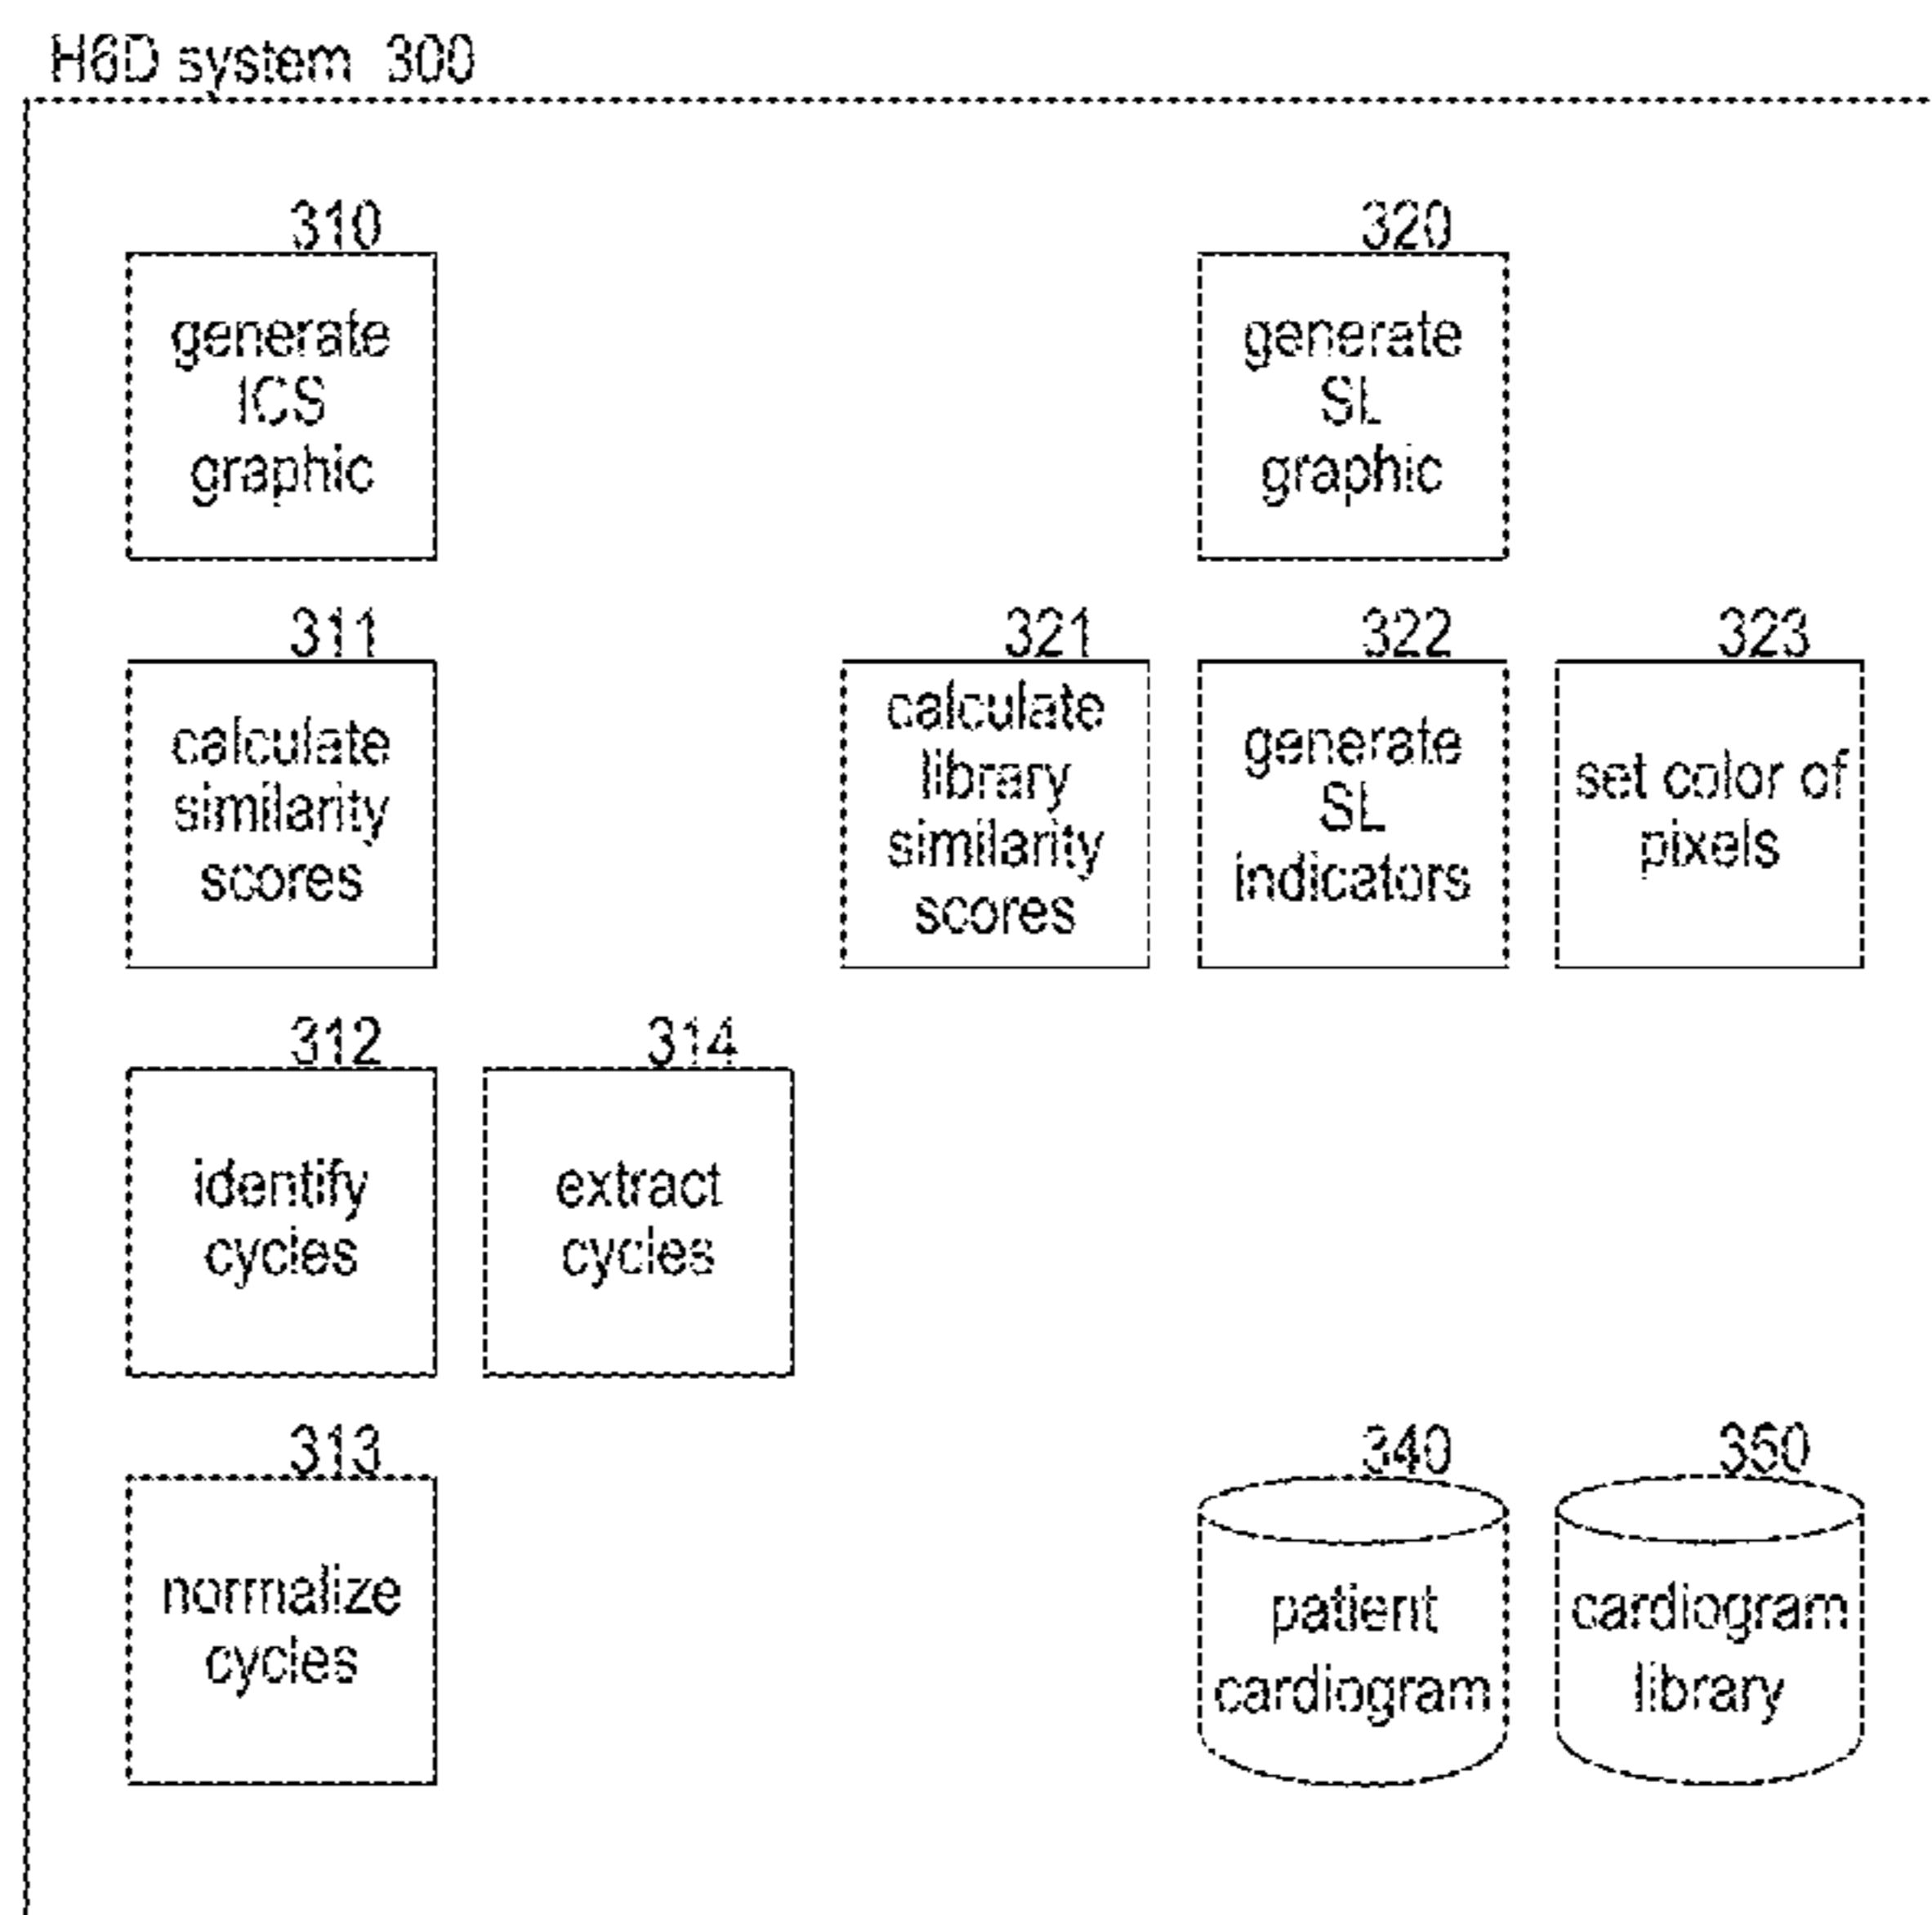 H6D system 300
310
generate
ICS
graphic
320
generate
SL
graphic
311
calculate
similarity
scores
321
calculate
library
similarity
scores
322
generate
SL
indicators
323
set color of
pixels
312
identify
cycles
314
extract
cycles
313
normalize
cycles
340
patient
cardiogram
350
cardiogram
library